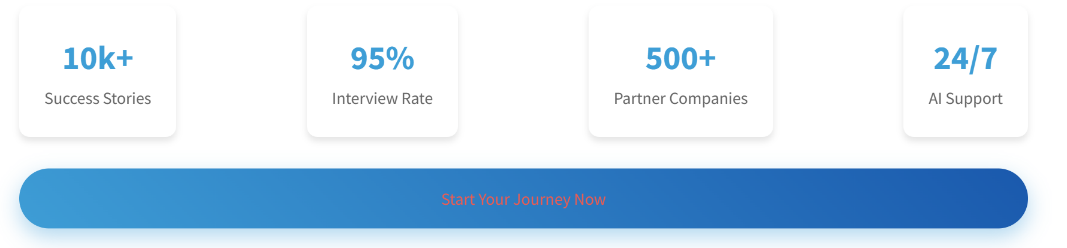 10k+
Success Stories
95%
Interview Rate
500+
Partner Companies
24/7
AI Support
Start Your Journey Now